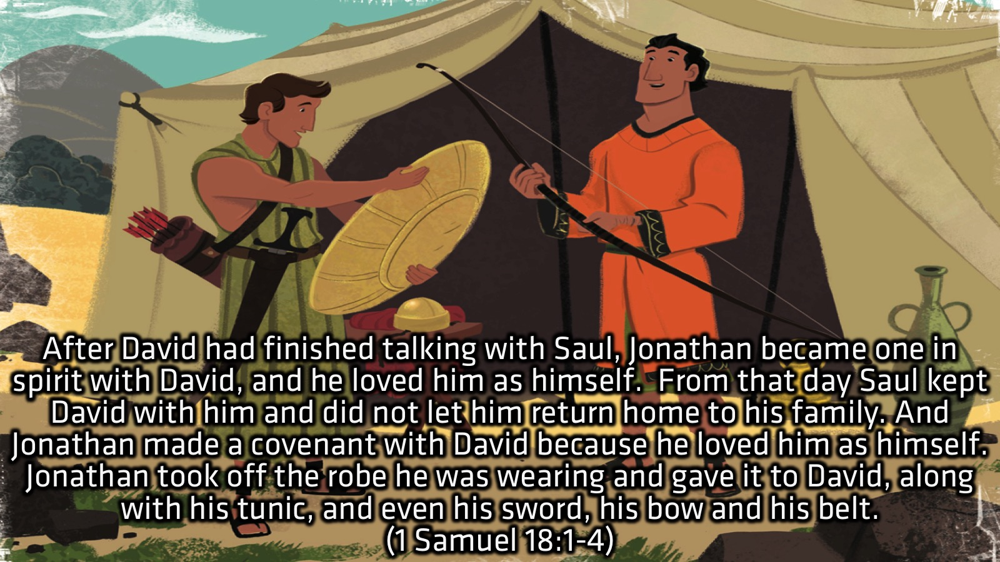 After David had finished talking with Saul, Jonathan became one in
spirit with David, and he loved him as himself.  From that day Saul kept
David with him and did not let him return home to his family. And
Jonathan made a covenant with David because he loved him as himself.
Jonathan took off the robe he was wearing and gave it to David, along
with his tunic, and even his sword, his bow and his belt.
(1 Samuel 18:1-4)